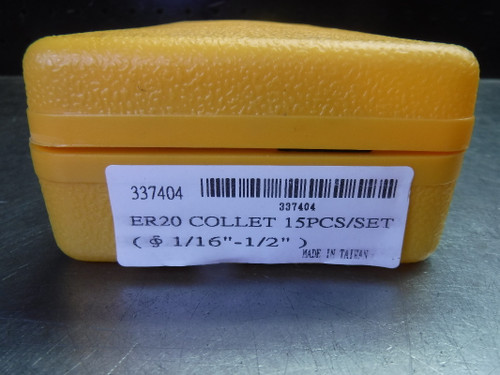 337404
337404
ER20 COLLET 15PCS/SET
( φ 1/16"-1/2" )
MADE IN TAIWAN